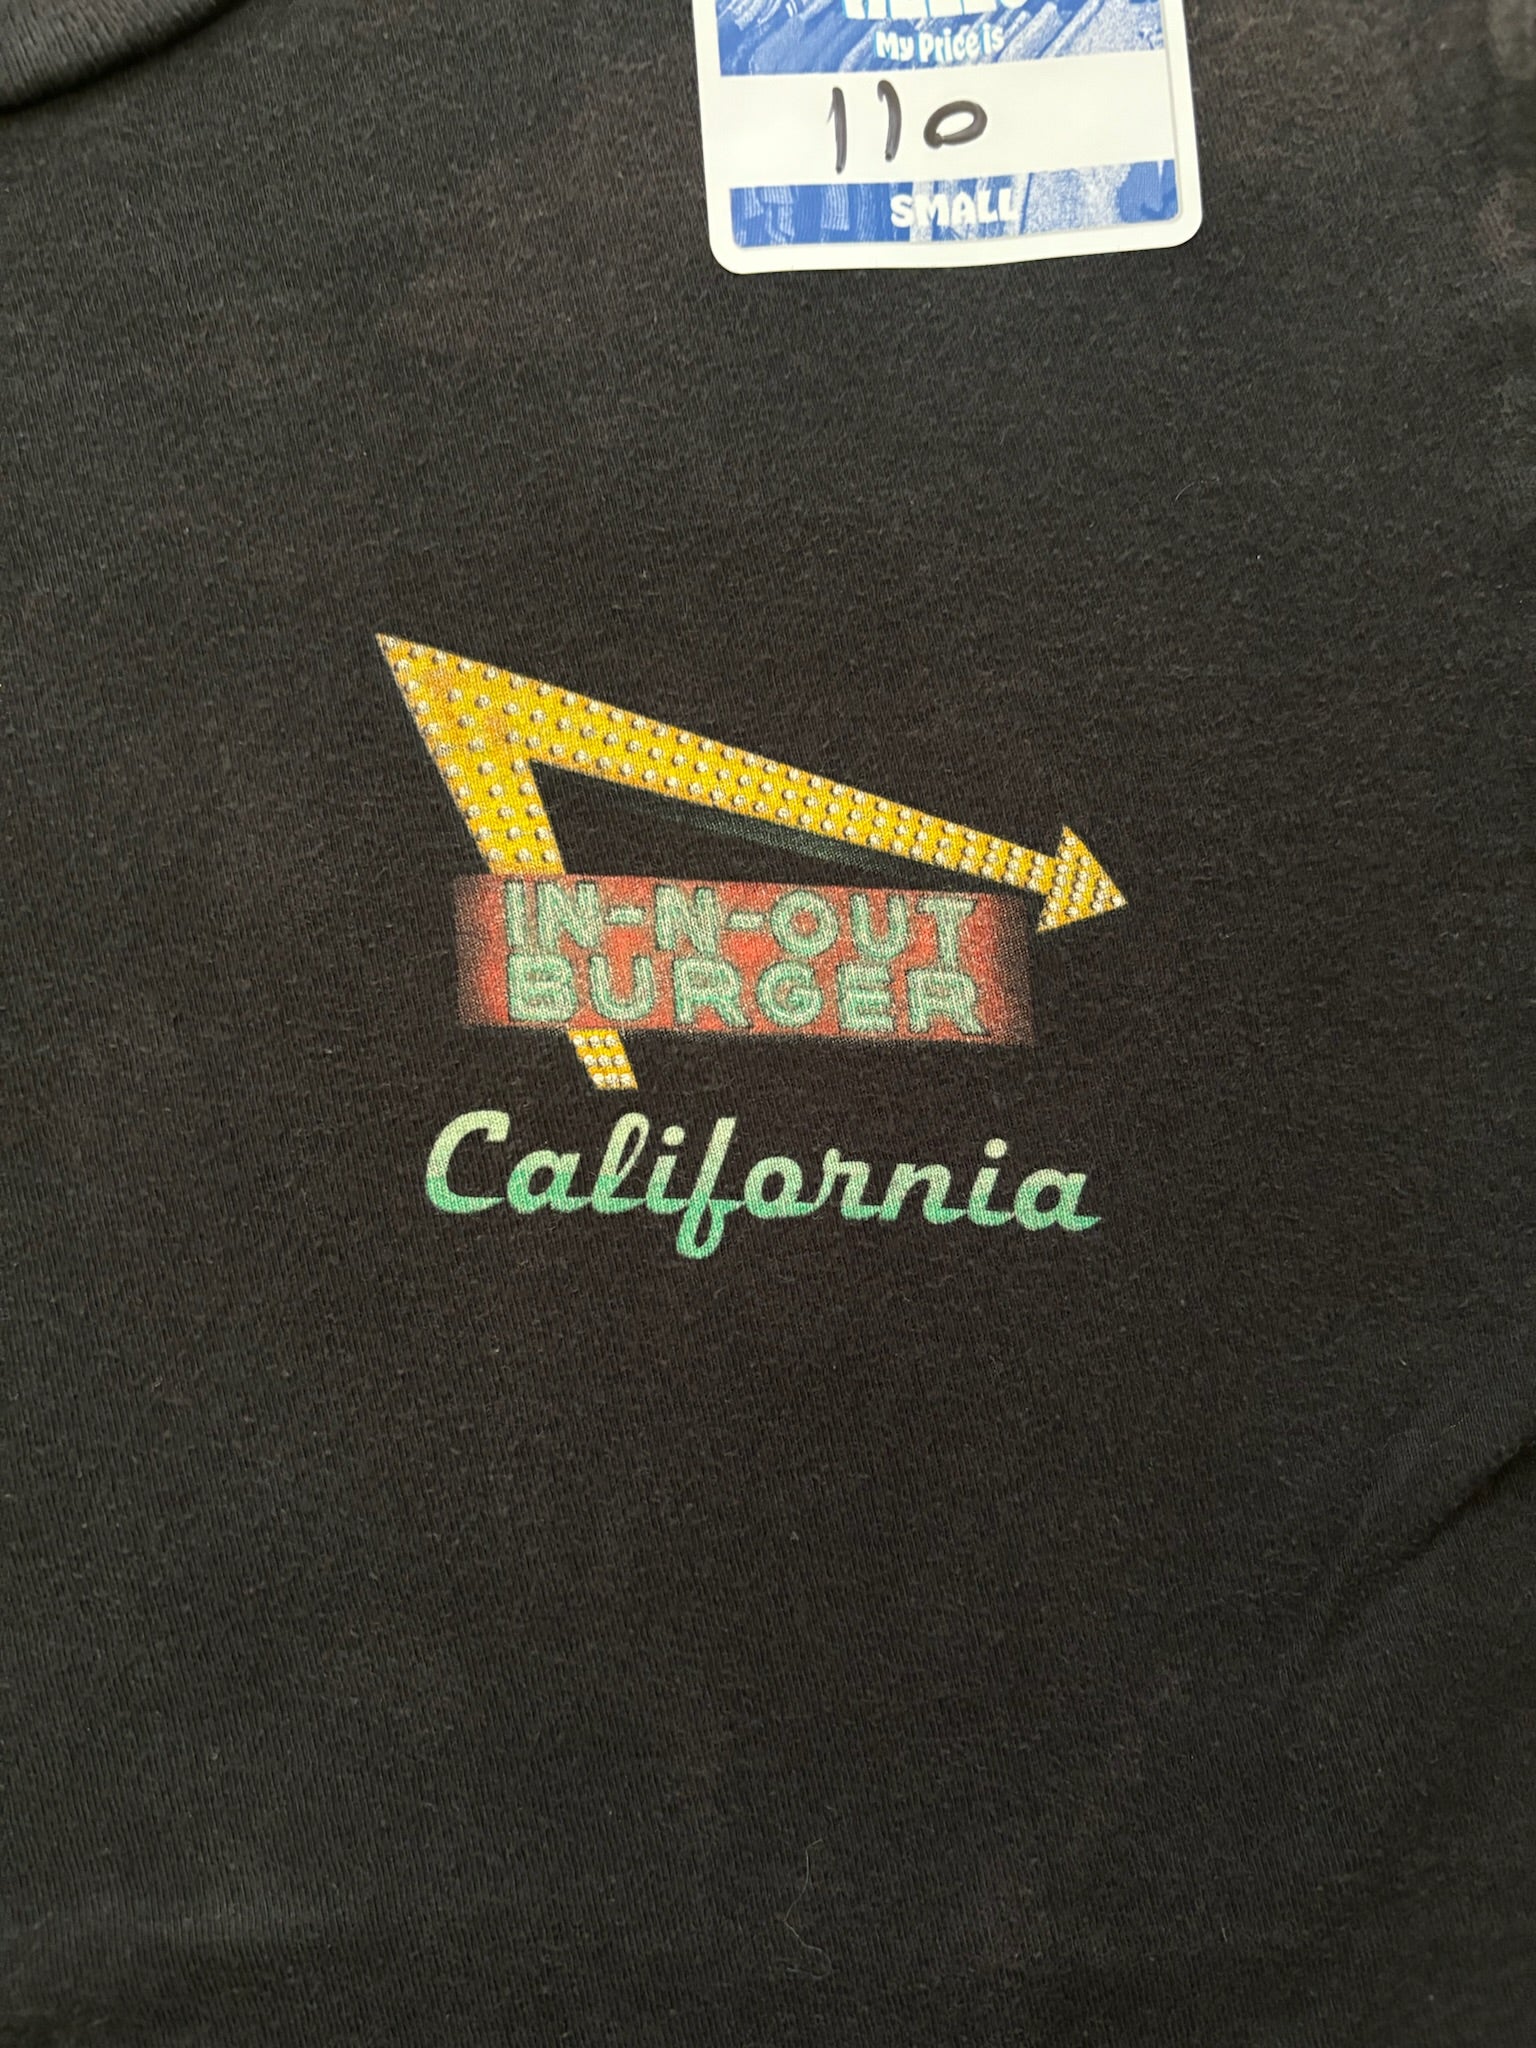 My Price is
110
SMALL
IN-N-OUT
BURGER
California